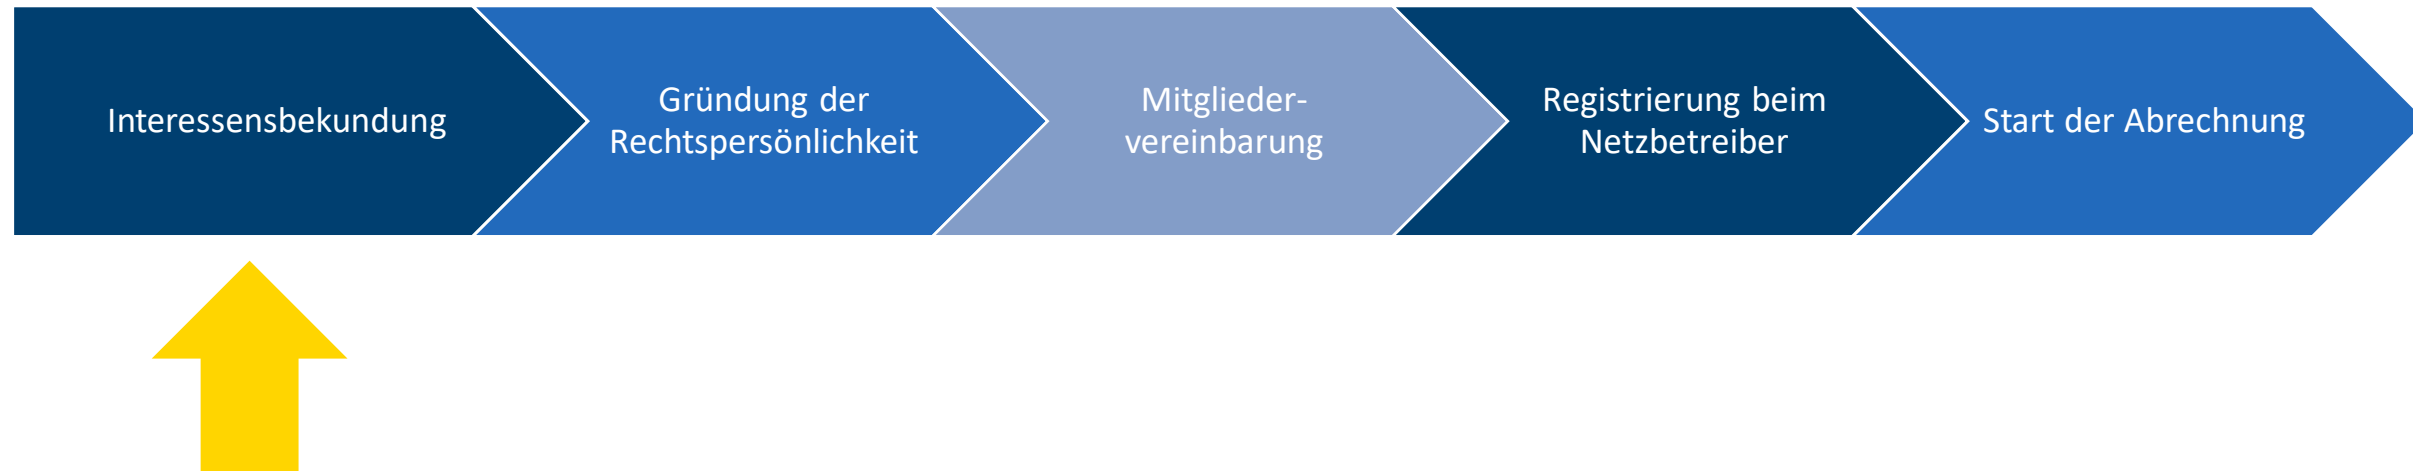 Interessensbekundung
Gründung der
Rechtspersönlichkeit
Mitglieder-
vereinbarung
Registrierung beim
Netzbetreiber
Start der Abrechnung